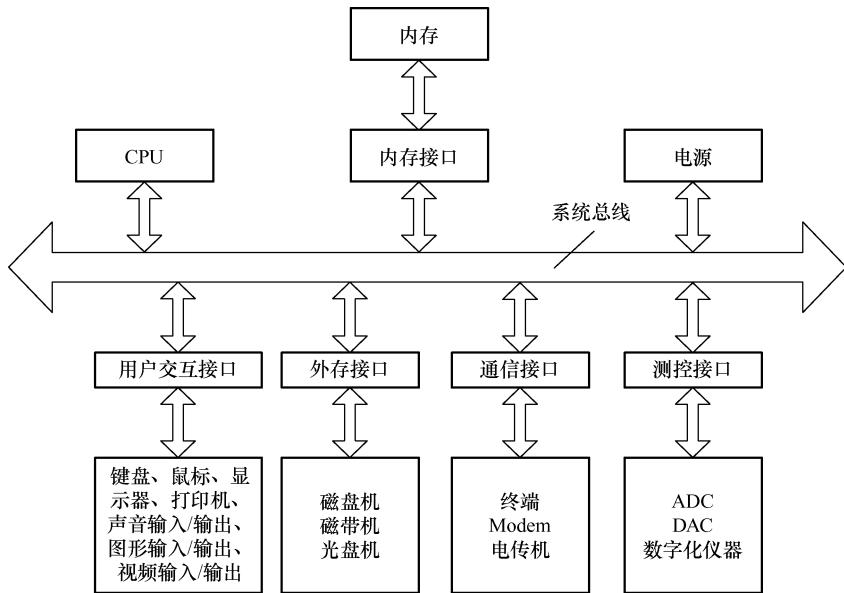 内存
CPU
内存接口
电源
系统总线
用户交互接口
外存接口
通信接口
测控接口
键盘、鼠标、显
示器、打印机、
声音输入/输出、
图形输入/输出、
视频输入/输出
磁盘机
磁带机
光盘机
终端
Modem
电传机
ADC
DAC
数字化仪器